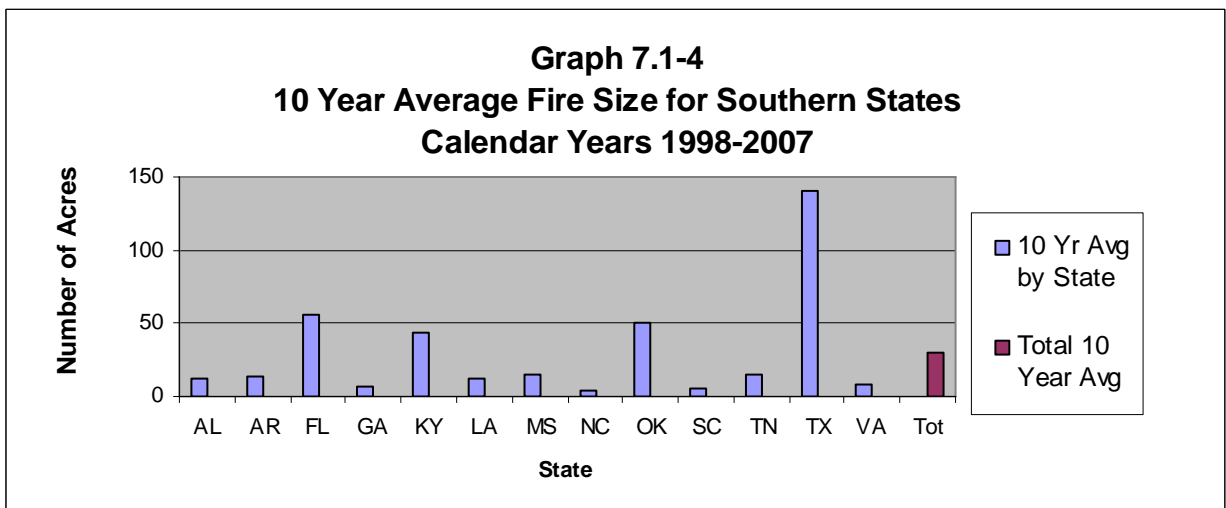 Graph 7.1-4
10 Year Average Fire Size for Southern States
Calendar Years 1998-2007
Number of Acres
150
100
50
0
AL AR FL GA KY LA MS NC OK SC TN TX VA Tot
State
10 Yr Avg
by State
Total 10
Year Avg